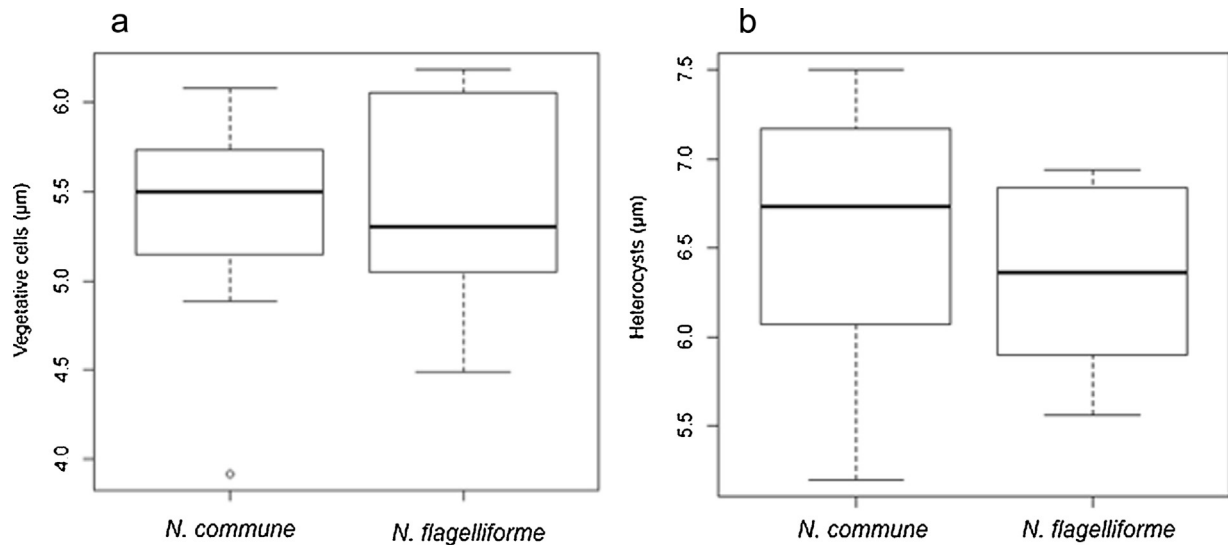 a
Vegetative cells (µm)
6.0
5.5
5.0
4.5
4.0
N. commune
N. flagelliforme
b
Heterocysts (µm)
7.5
7.0
6.5
6.0
5.5
N. commune
N. flagelliforme